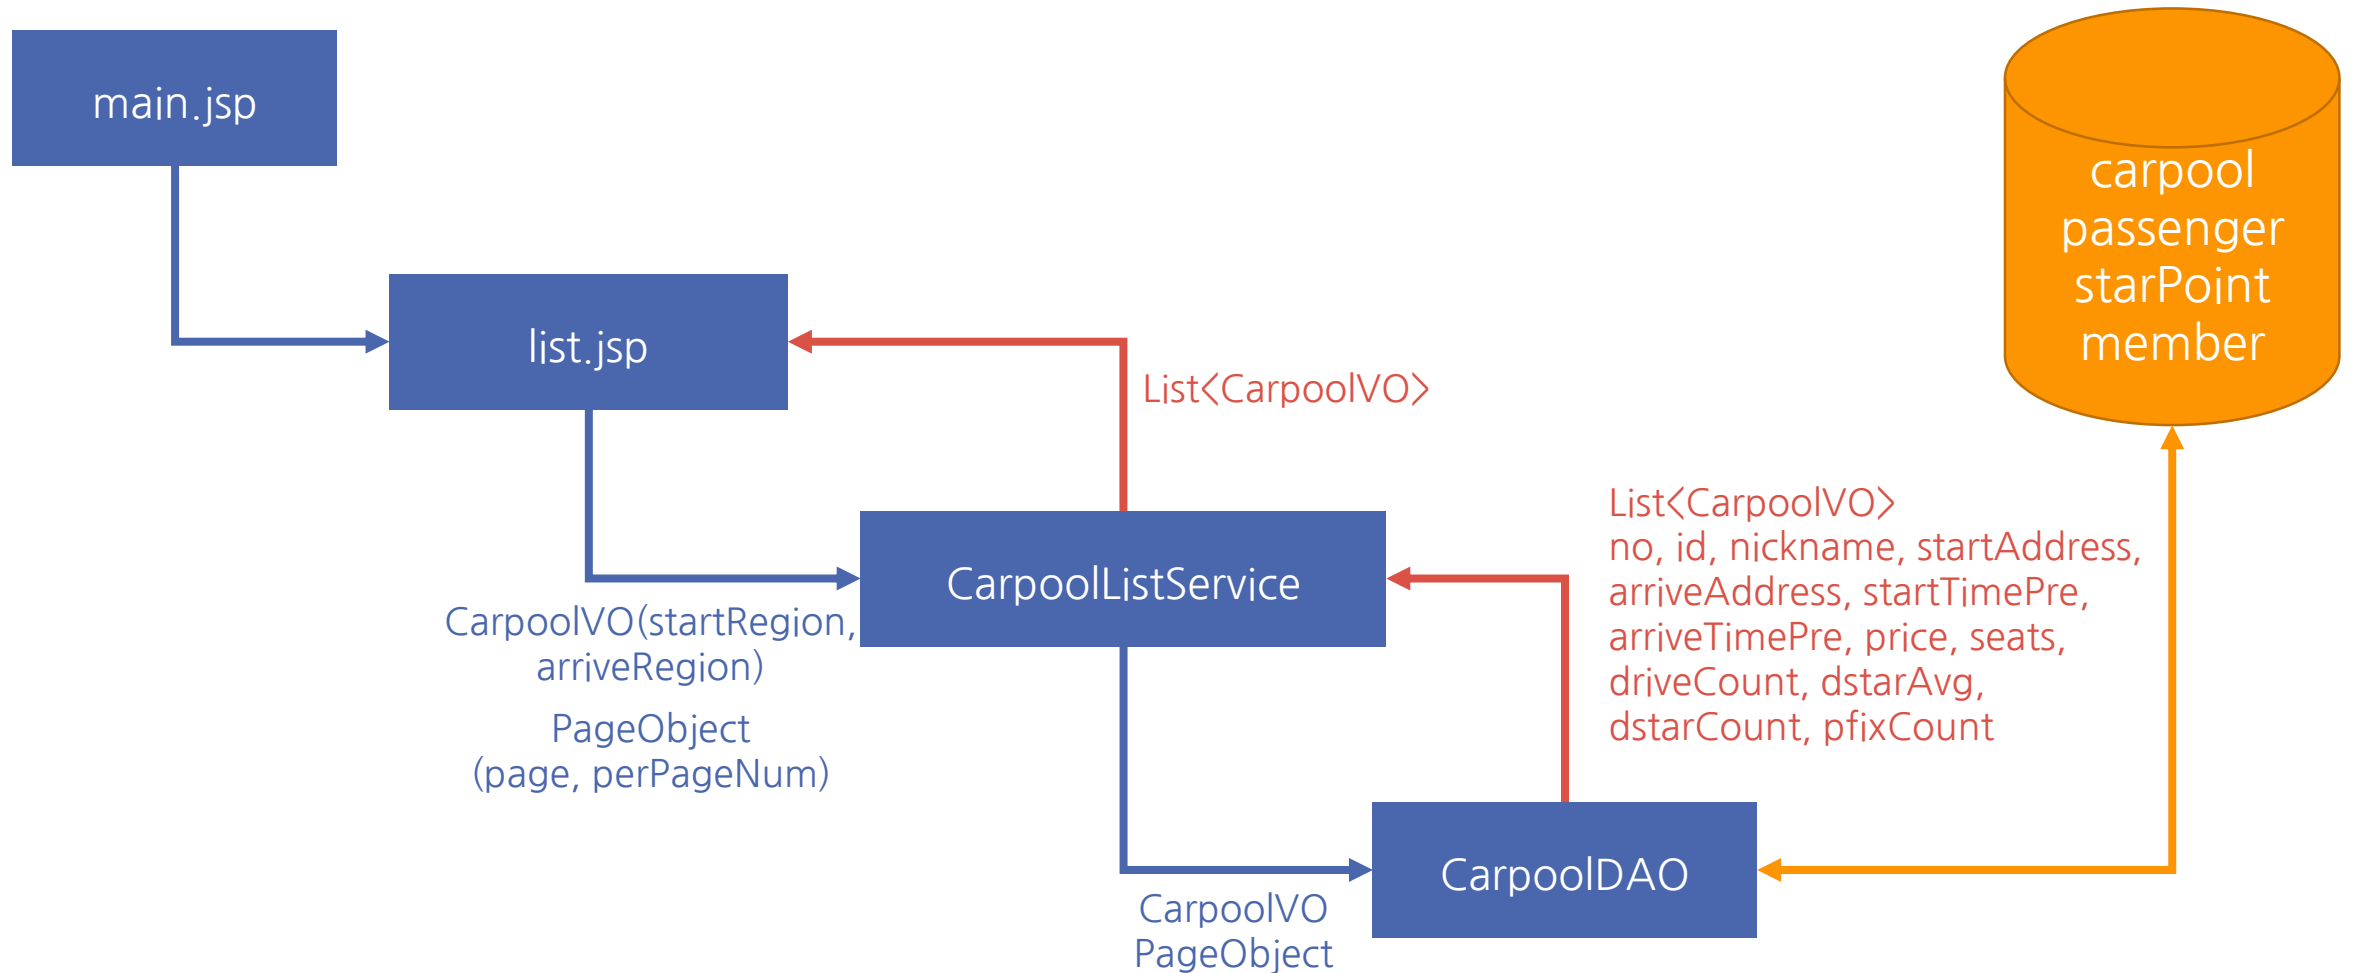 main.jsp
carpool
passenger
starPoint
member
list.jsp
List<CarpoolVO>
List<CarpoolVO>
no, id, nickname, startAddress,
arriveAddress, startTimePre,
arriveTimePre, price, seats,
driveCount, dstarAvg,
dstarCount, pfixCount
CarpoolListService
CarpoolVO(startRegion,
arriveRegion)
PageObject
(page, perPageNum)
CarpoolDAO
CarpoolVO
PageObject